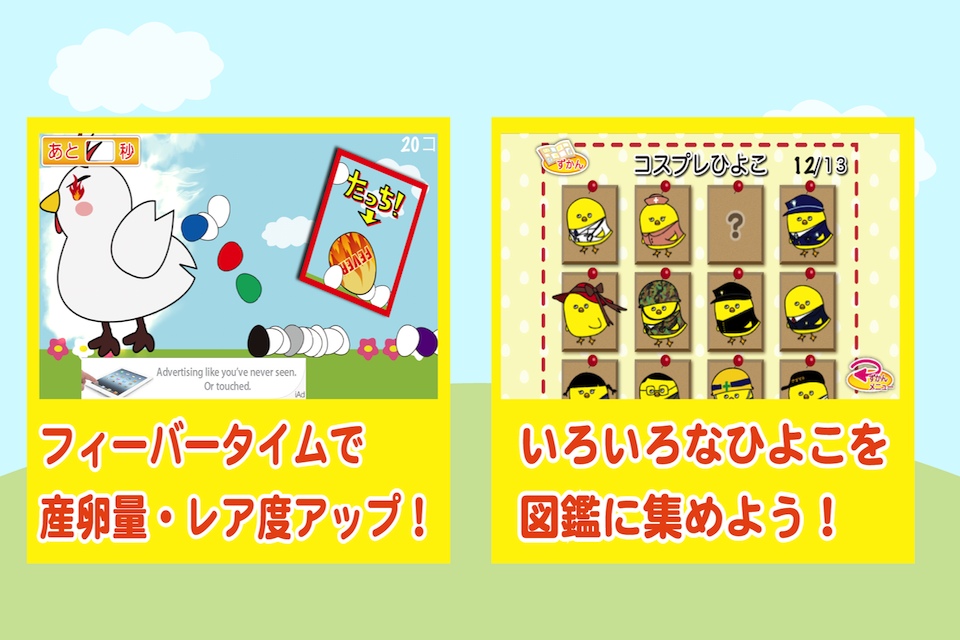 あと
秒
20コ
たっち!
FEVER
Advertising like you've never seen.
Or touched.
iAd
フィーバータイムで
産卵量・レア度アップ！
ずかん
コスプレひよこ
12/13
?
ずかん
メニュー
いろいろなひよこを
図鑑に集めよう！